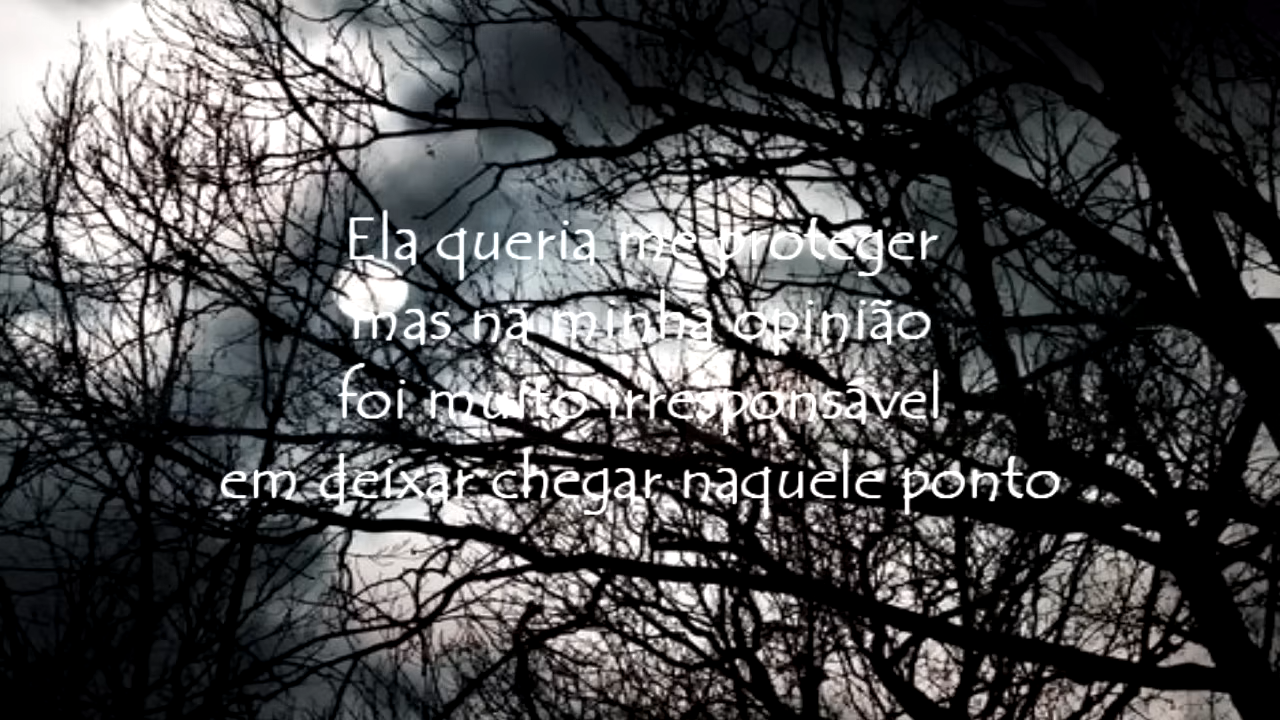 Ela queria me proteger
mas na minha opinião
foi muito irresponsável
em deixar chegar naquele ponto